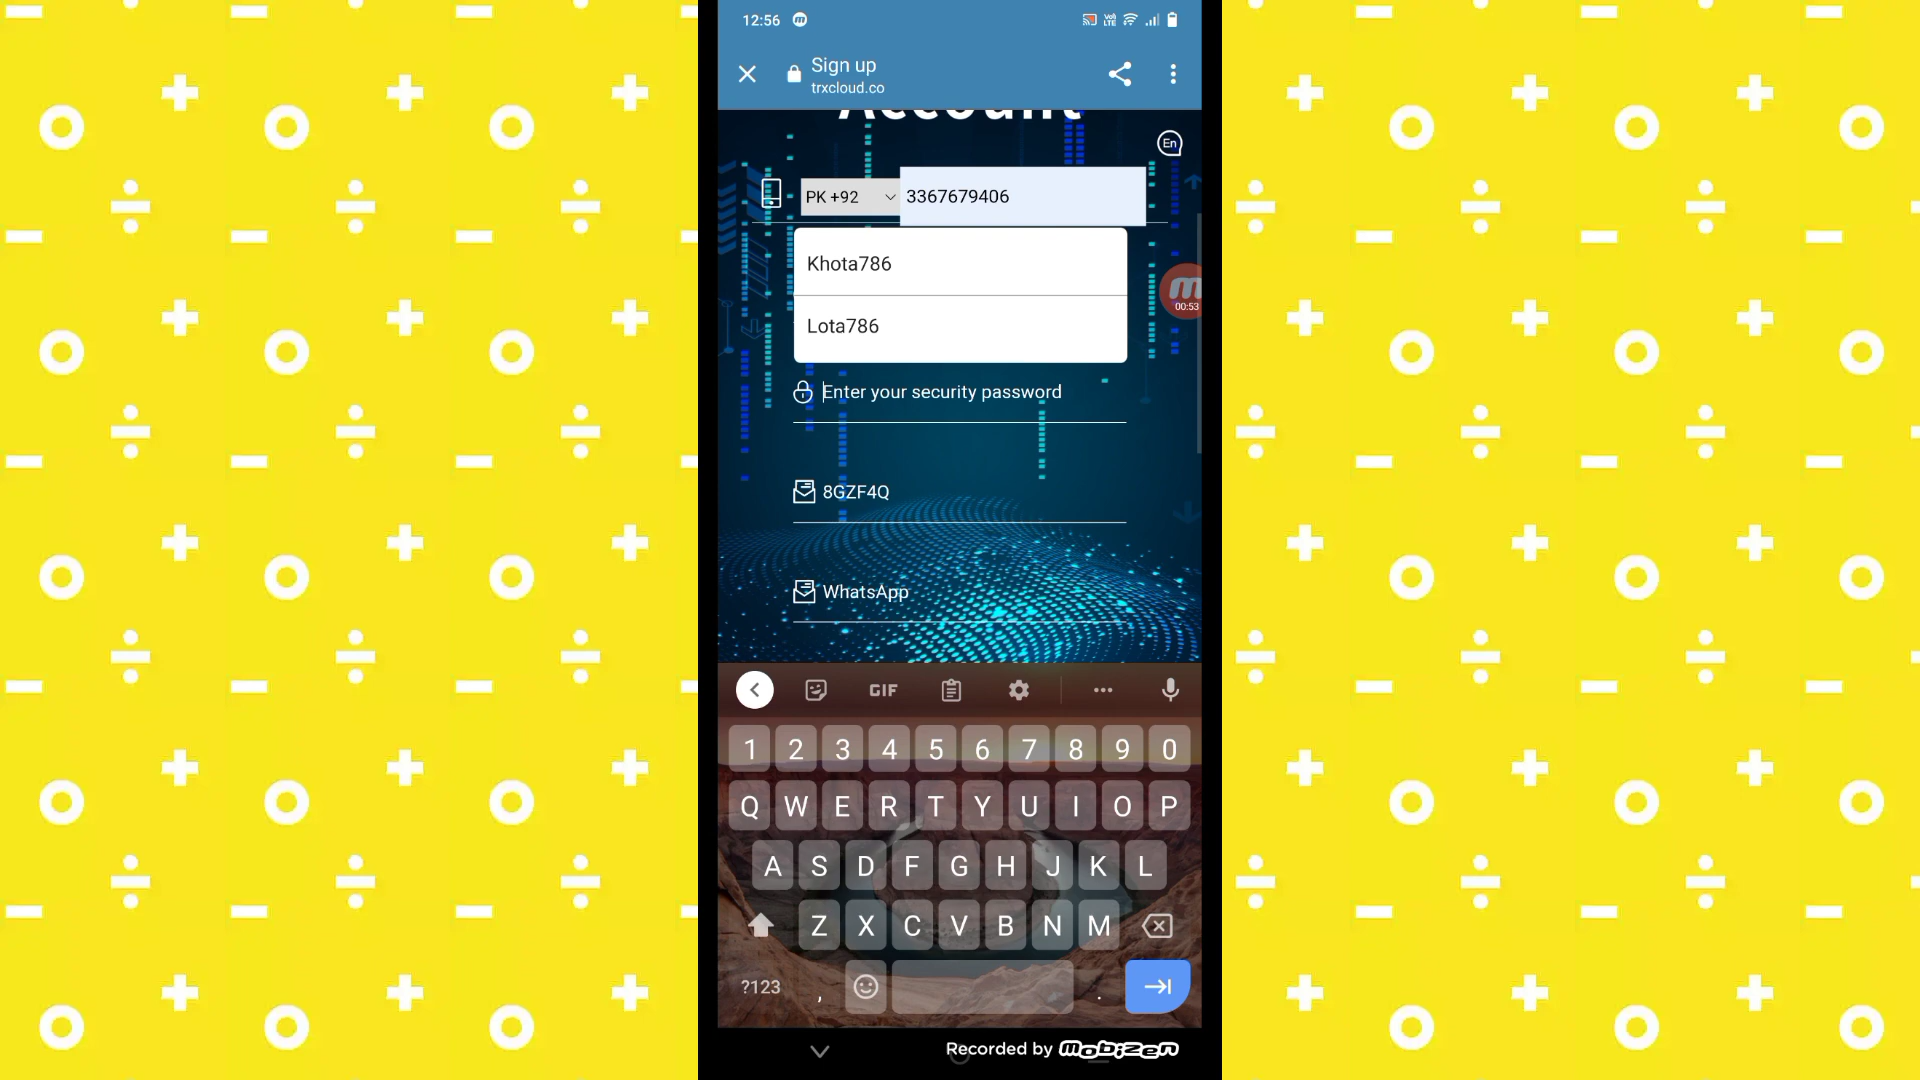 12:56
Sign up
trxcloud.co
Account
En
PK +92
3367679406
Khota786
Lota786
00:53
Enter your security password
8GZF4Q
WhatsApp
GIF
1 2 3 4 5 6 7 8 9 0
Q W E R T Y U I O P
A S D F G H J K L
Z X C V B N M
?123 , .
Recorded by Mobizen